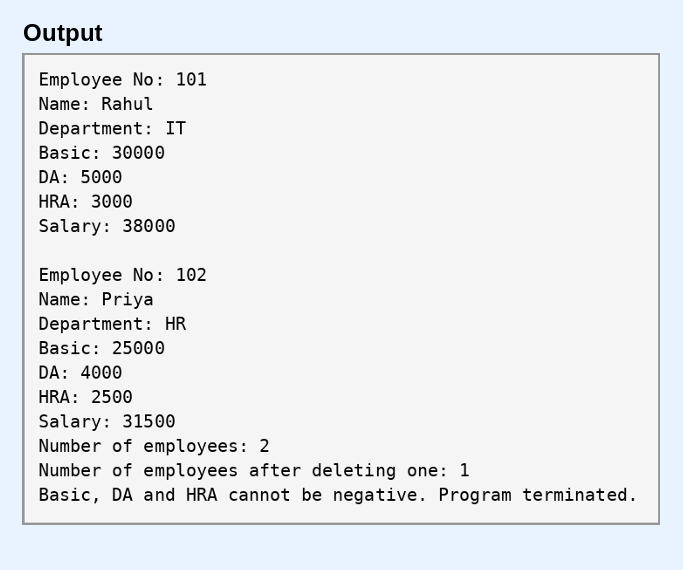 Output
Employee No: 101
Name: Rahul
Department: IT
Basic: 30000
DA: 5000
HRA: 3000
Salary: 38000

Employee No: 102
Name: Priya
Department: HR
Basic: 25000
DA: 4000
HRA: 2500
Salary: 31500
Number of employees: 2
Number of employees after deleting one: 1
Basic, DA and HRA cannot be negative. Program terminated.